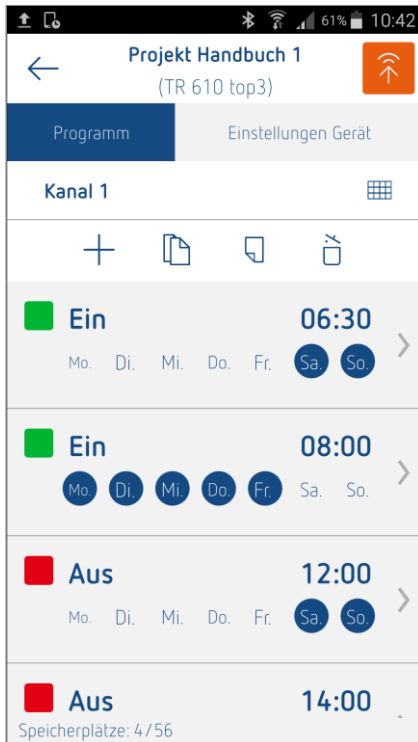 61% 10:42
Projekt Handbuch 1
(TR 610 top3)
Programm Einstellungen Gerät
Kanal 1
Ein 06:30
Mo. Di. Mi. Do. Fr. Sa. So.
Ein 08:00
Mo. Di. Mi. Do. Fr. Sa. So.
Aus 12:00
Mo. Di. Mi. Do. Fr. Sa. So.
Aus 14:00
Speicherplätze: 4/56